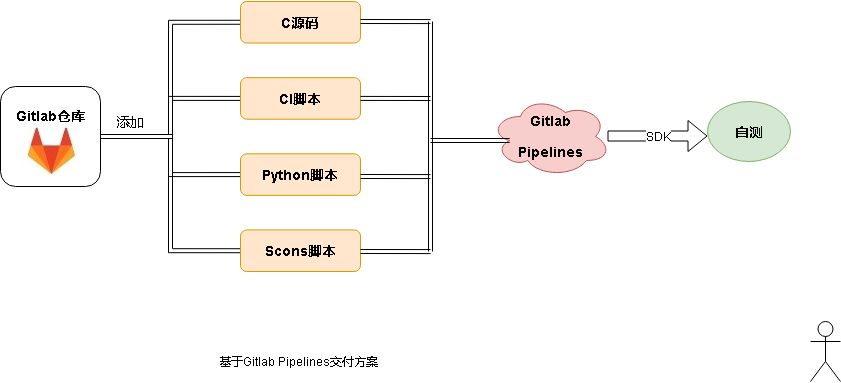 C源码
Gitlab仓库
添加
CI脚本
Gitlab
Pipelines
SDK
自测
Python脚本
Scons脚本
基于Gitlab Pipelines交付方案